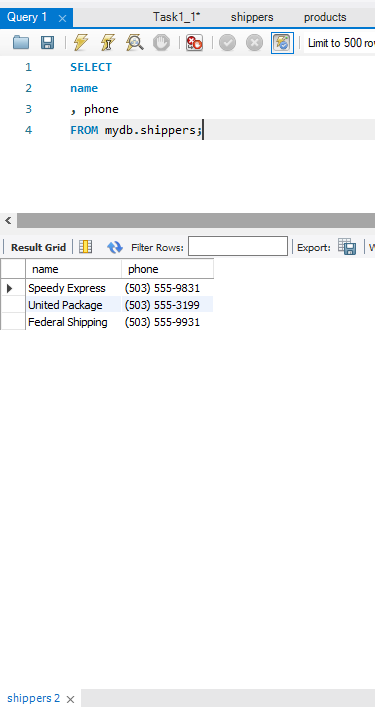 Query 1 Task1_1* shippers products
Limit to 500 row
1 SELECT
2 name
3 , phone
4 FROM mydb.shippers;
Result Grid Filter Rows: Export: W
name phone
Speedy Express (503) 555-9831
United Package (503) 555-3199
Federal Shipping (503) 555-9931
shippers 2